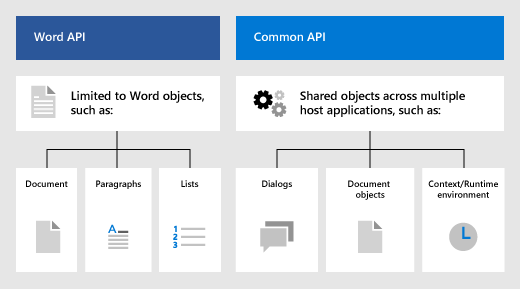 Word API
Common API
Limited to Word objects,
such as:
Shared objects across multiple
host applications, such as:
Document
Paragraphs
Lists
Dialogs
Document
objects
Context/Runtime
environment
A
1
2
3